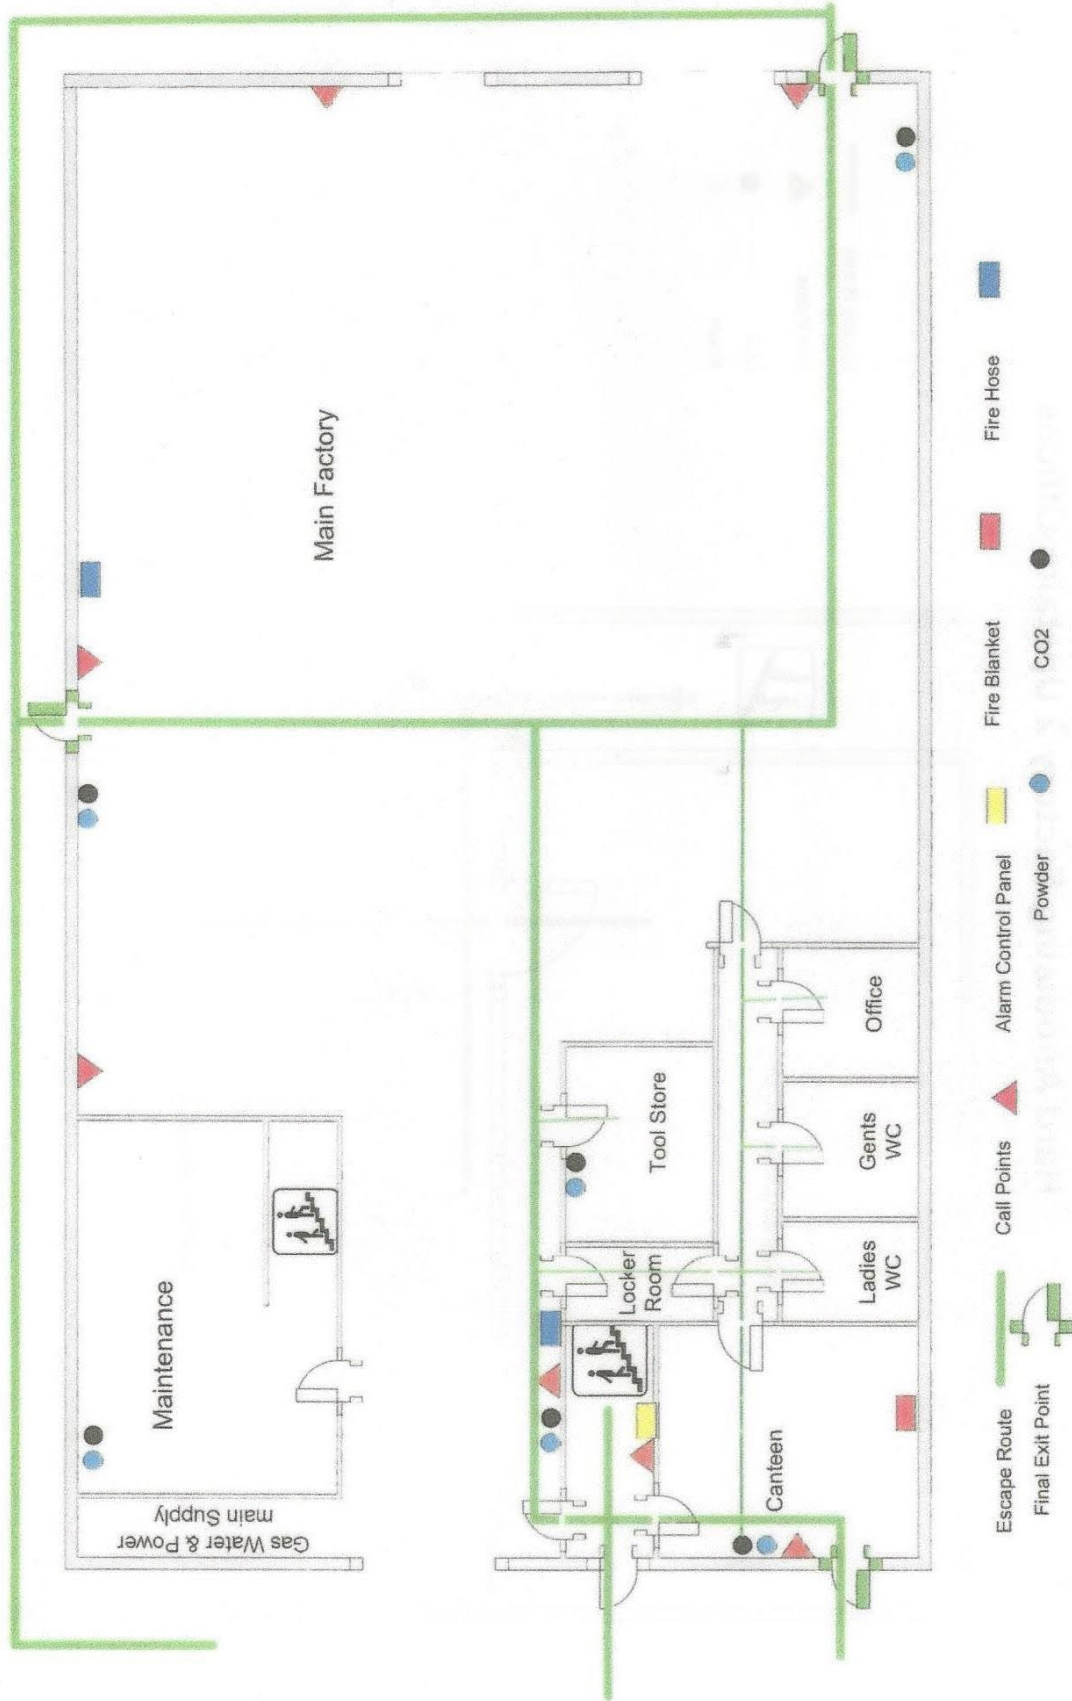 Main Factory
Maintenance
Gas Water & Power
main Supply
Tool Store
Locker
Room
Office
Gents
WC
Ladies
WC
Canteen
Escape Route
Call Points
Alarm Control Panel
Fire Blanket
Fire Hose
Final Exit Point
Powder
CO2